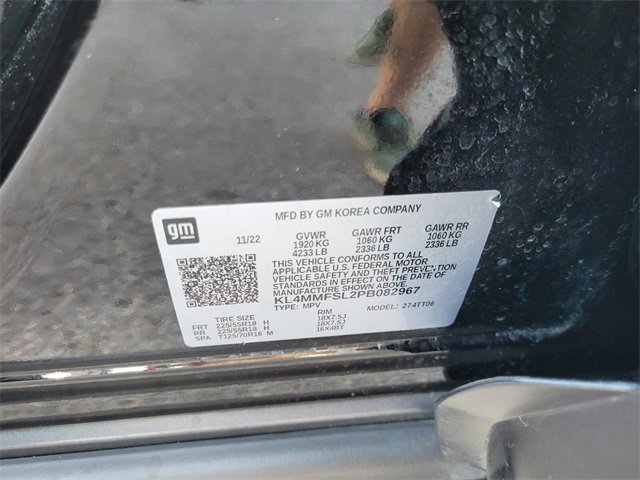 MFD BY GM KOREA COMPANY
gm
11/22 GVWR GAWR FRT GAWR RR
1920 KG 1060 KG 1060 KG
4233 LB 2336 LB 2336 LB
THIS VEHICLE CONFORMS TO ALL
APPLICABLE U.S. FEDERAL MOTOR
VEHICLE SAFETY AND THEFT PREVENTION
STANDARDS IN EFFECT ON THE DATE OF
MANUFACTURE SHOWN ABOVE.
KL4MMFSL2PB082967
TYPE: MPV MODEL: 274TT06
TIRE SIZE RIM
FRT 225/55R18 H 18X7.5J
RR 225/55R18 H 18X7.5J
SPA T125/70R16 M 16X4BT